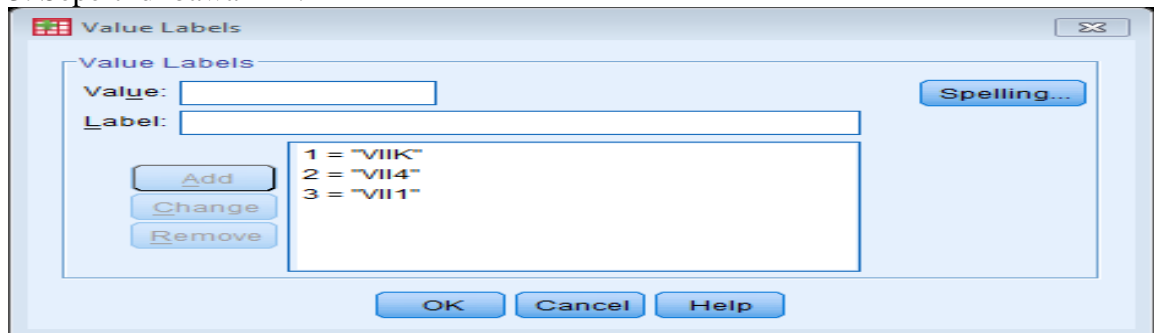 Value Labels
Value Labels
Value:
Spelling...
Label:
1 = "VIIK"
2 = "VII4"
3 = "VII1"
Add
Change
Remove
OK Cancel Help